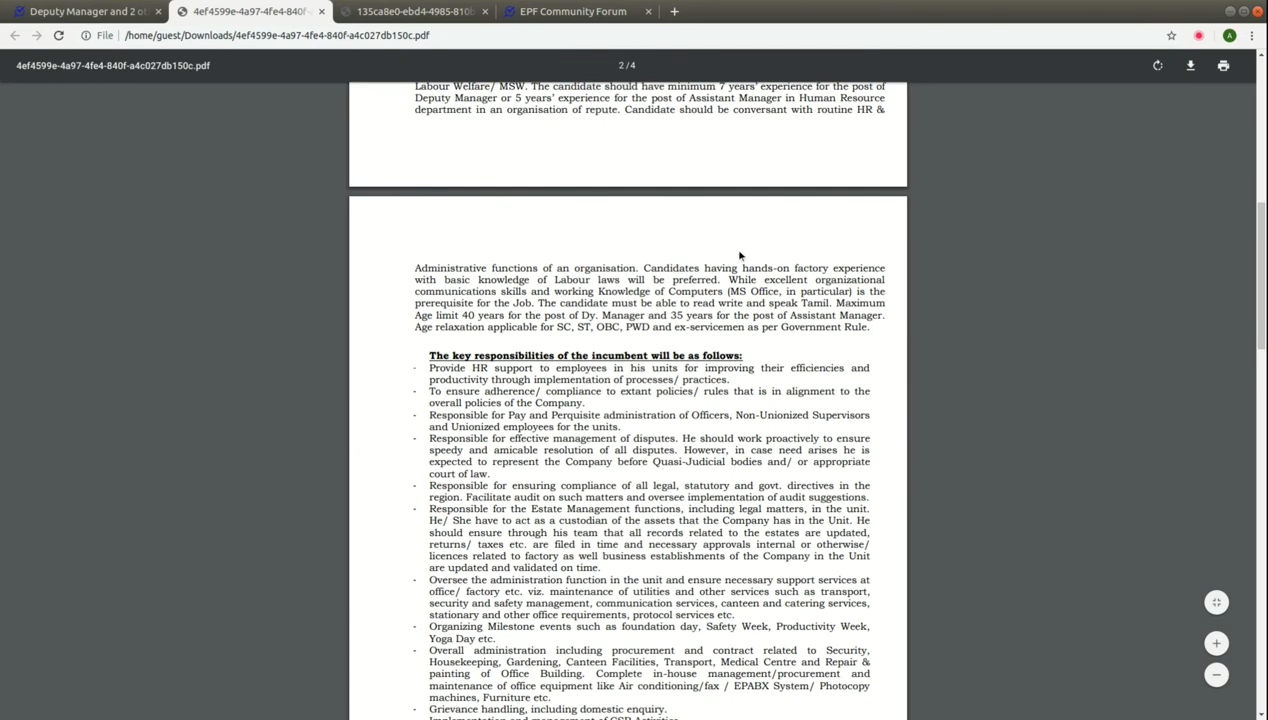 Deputy Manager and 2 ot
4ef4599e-4a97-4fe4-840f-
135ca8e0-ebd4-4985-810b
EPF Community Forum
File
/home/guest/Downloads/4ef4599e-4a97-4fe4-840f-a4c027db150c.pdf
A
4ef4599e-4a97-4fe4-840f-a4c027db150c.pdf
2/4
Labour Welfare/ MSW. The candidate should have minimum 7 years' experience for the post of
Deputy Manager or 5 years' experience for the post of Assistant Manager in Human Resource
department in an organisation of repute. Candidate should be conversant with routine HR &
Administrative functions of an organisation. Candidates having hands-on factory experience
with basic knowledge of Labour laws will be preferred. While excellent organizational
communications skills and working Knowledge of Computers (MS Office, in particular) is the
prerequisite for the Job. The candidate must be able to read write and speak Tamil. Maximum
Age limit 40 years for the post of Dy. Manager and 35 years for the post of Assistant Manager.
Age relaxation applicable for SC, ST, OBC, PWD and ex-servicemen as per Government Rule.
The key responsibilities of the incumbent will be as follows:
- Provide HR support to employees in his units for improving their efficiencies and
productivity through implementation of processes/ practices.
- To ensure adherence/ compliance to extant policies/ rules that is in alignment to the
overall policies of the Company.
- Responsible for Pay and Perquisite administration of Officers, Non-Unionized Supervisors
and Unionized employees for the units.
- Responsible for effective management of disputes. He should work proactively to ensure
speedy and amicable resolution of all disputes. However, in case need arises he is
expected to represent the Company before Quasi-Judicial bodies and/ or appropriate
court of law.
- Responsible for ensuring compliance of all legal, statutory and govt. directives in the
region. Facilitate audit on such matters and oversee implementation of audit suggestions.
- Responsible for the Estate Management functions, including legal matters, in the unit.
He/ She have to act as a custodian of the assets that the Company has in the Unit. He
should ensure through his team that all records related to the estates are updated,
returns/ taxes etc. are filed in time and necessary approvals internal or otherwise/
licences related to factory as well business establishments of the Company in the Unit
are updated and validated on time.
- Oversee the administration function in the unit and ensure necessary support services at
office/ factory etc. viz. maintenance of utilities and other services such as transport,
security and safety management, communication services, canteen and catering services,
stationary and other office requirements, protocol services etc.
- Organizing Milestone events such as foundation day, Safety Week, Productivity Week,
Yoga Day etc.
- Overall administration including procurement and contract related to Security,
Housekeeping, Gardening, Canteen Facilities, Transport, Medical Centre and Repair &
painting of Office Building. Complete in-house management/procurement and
maintenance of office equipment like Air conditioning/fax / EPABX System/ Photocopy
machines, Furniture etc.
- Grievance handling, including domestic enquiry.
Implementation and management of CSR Activities